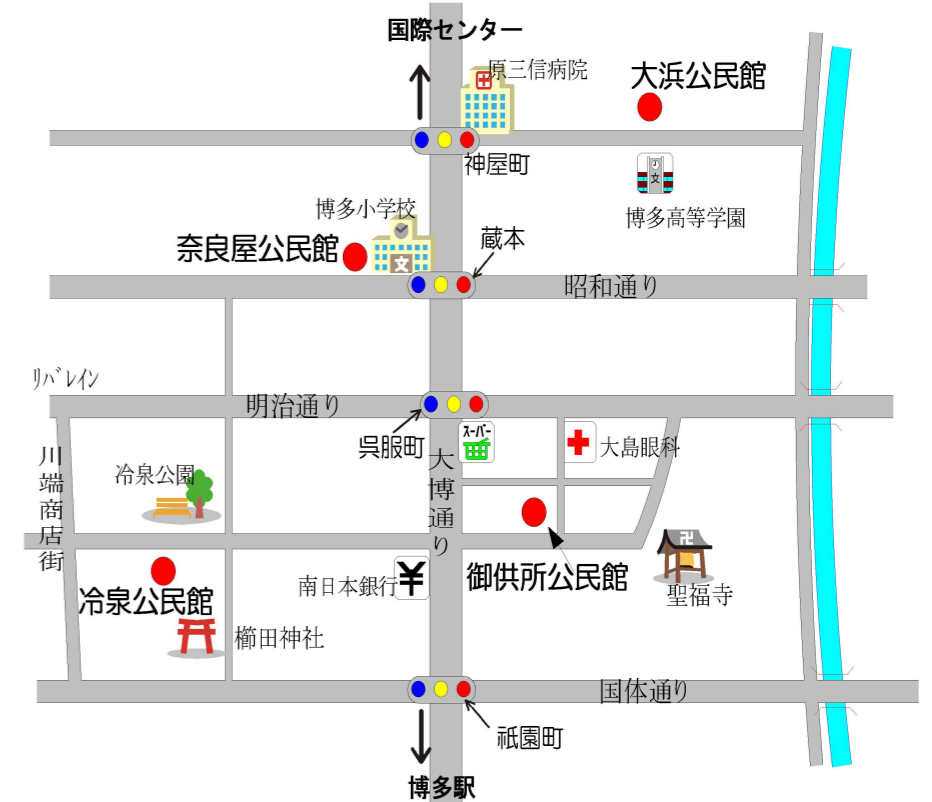 国際センター
原三信病院
大浜公民館
神屋町
文
博多高等学園
博多小学校
奈良屋公民館
文
蔵本
昭和通り
リバレイン
明治通り
呉服町
スーパー
大島眼科
川端商店街
冷泉公園
大博通り
卍
南日本銀行
¥
御供所公民館
聖福寺
冷泉公民館
櫛田神社
国体通り
祇園町
博多駅